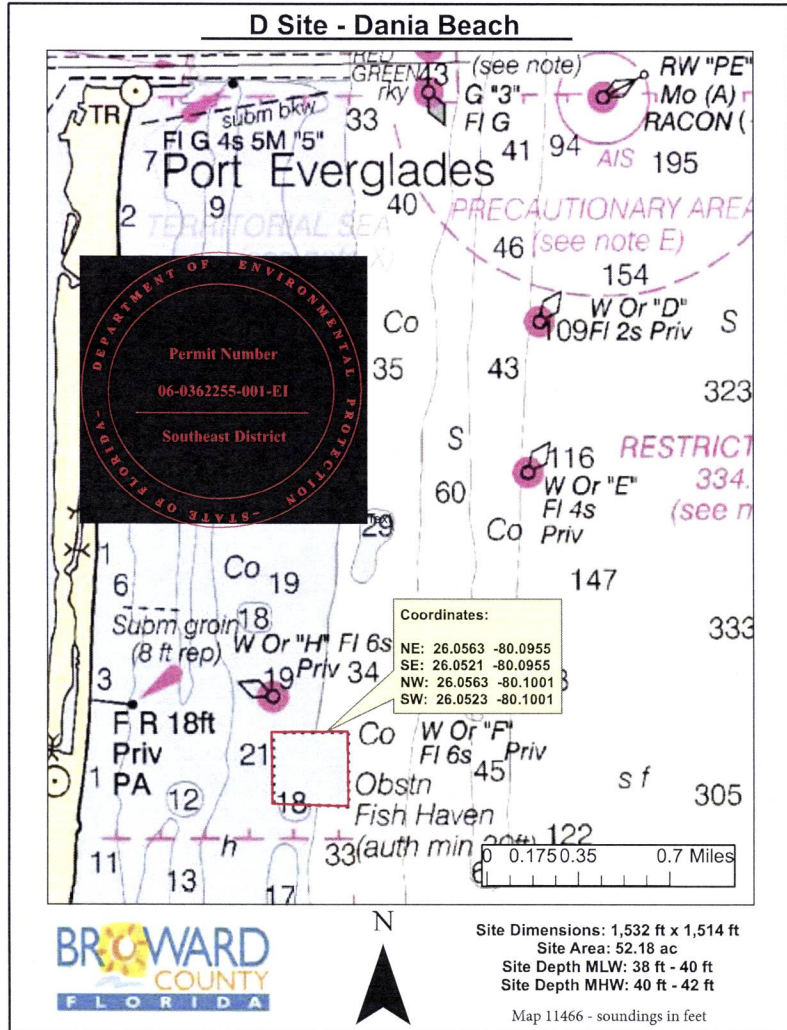 D Site - Dania Beach
RED
GREEN
43
(see note)
RW "PE"
rky
G "3"
Mo (A)
TR
subm bkw
33
Fl G
RACON (
Fl G 4s 5M "5"
41
94
AIS
195
7
Port Everglades
2
9
40
PRECAUTIONARY AREA
TERRITORIAL SEA
46
(see note E)
154
W Or "D"
Co
109
Fl 2s Priv
S
35
43
323
S
116
RESTRICT
60
W Or "E"
334.
Fl 4s
(see n
Co
Priv
DEPARTMENT OF ENVIRONMENTAL PROTECTION
-STATE OF FLORIDA-
Permit Number
06-0362255-001-EI
Southeast District
29
1
6
Co
19
147
Subm groin
18
(8 ft rep)
W Or "H" Fl 6s
333
Priv
34
3
19
Coordinates:
NE: 26.0563 -80.0955
SE: 26.0521 -80.0955
NW: 26.0563 -80.1001
SW: 26.0523 -80.1001
F R 18ft
Co
W Or "F"
Priv
21
Fl 6s
Priv
PA
45
s f
1
12
18
Obstn
305
Fish Haven
h
33
(auth min
122
11
13
17
0 0.175 0.35 0.7 Miles
BROWARD
COUNTY
FLORIDA
N
Site Dimensions: 1,532 ft x 1,514 ft
Site Area: 52.18 ac
Site Depth MLW: 38 ft - 40 ft
Site Depth MHW: 40 ft - 42 ft
Map 11466 - soundings in feet